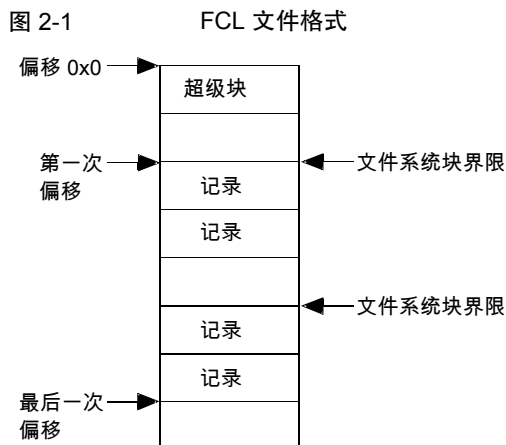 图 2-1 FCL 文件格式
偏移 0x0
超级块
第一次
偏移
文件系统块界限
记录
记录
文件系统块界限
记录
记录
最后一次
偏移